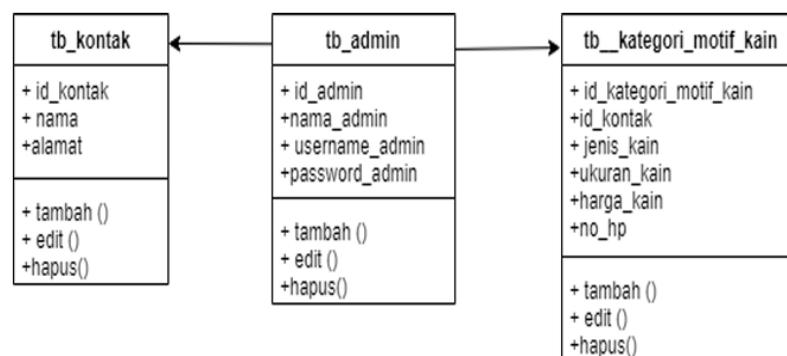 tb_kontak
+ id_kontak
+ nama
+alamat
+ tambah ()
+ edit ()
+hapus()
tb_admin
+ id_admin
+nama_admin
+ username_admin
+password_admin
+ tambah ()
+ edit ()
+hapus()
tb__kategori_motif_kain
+ id_kategori_motif_kain
+id_kontak
+ jenis_kain
+ukuran_kain
+harga_kain
+no_hp
+ tambah ()
+ edit ()
+hapus()